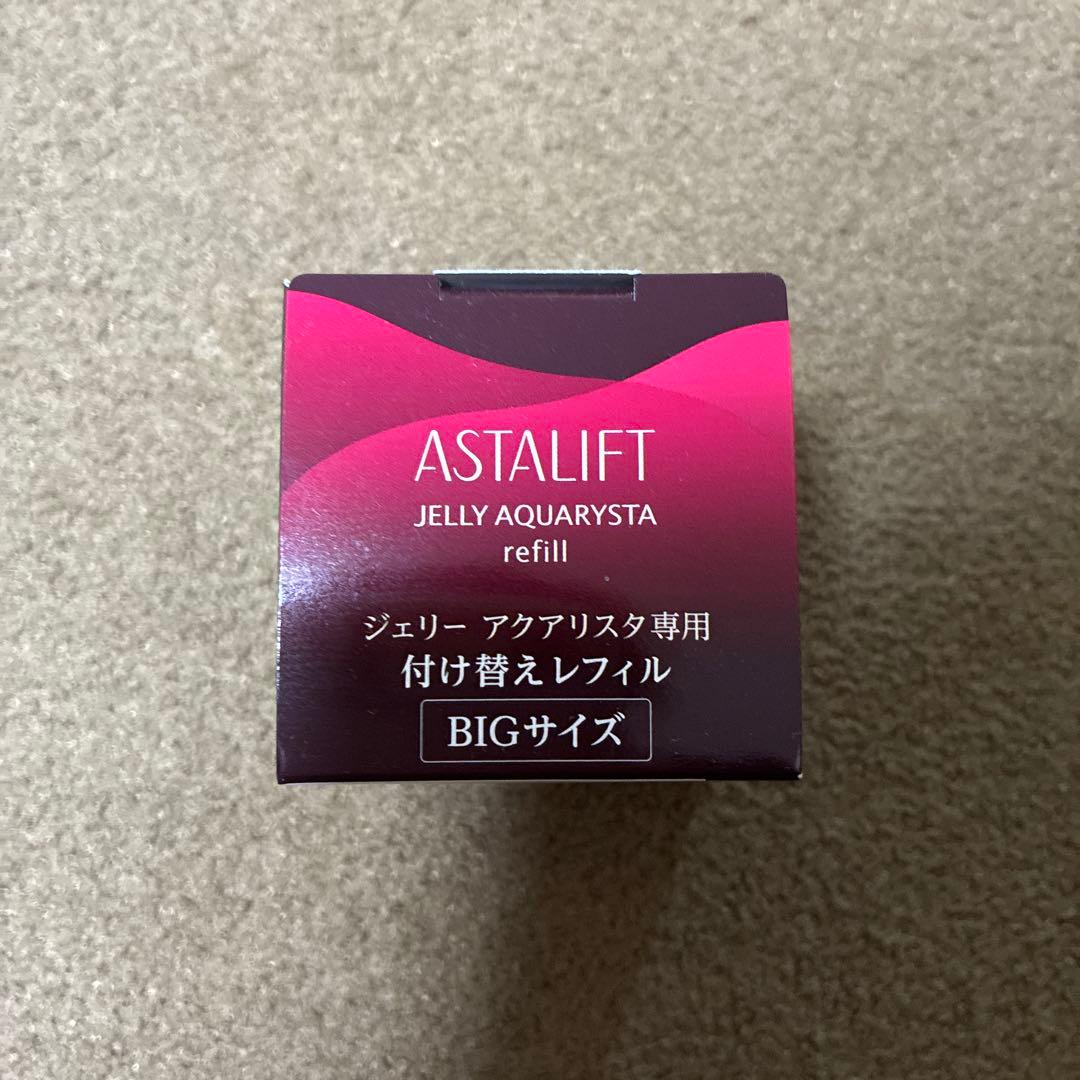 ASTALIFT
JELLY AQUARYSTA
refill
ジェリー アクアリスタ専用
付け替えレフィル
BIGサイズ